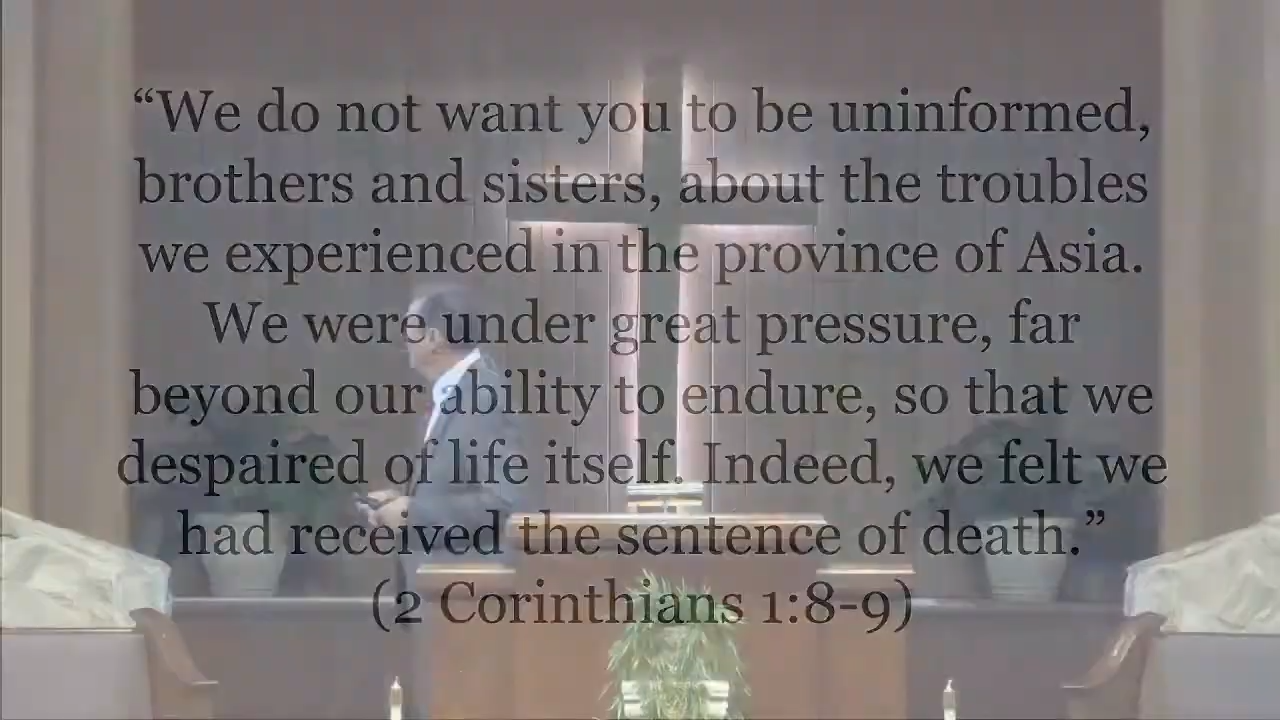 “We do not want you to be uninformed,
brothers and sisters, about the troubles
we experienced in the province of Asia.
We were under great pressure, far
beyond our ability to endure, so that we
despaired of life itself. Indeed, we felt we
had received the sentence of death.”
(2 Corinthians 1:8-9)